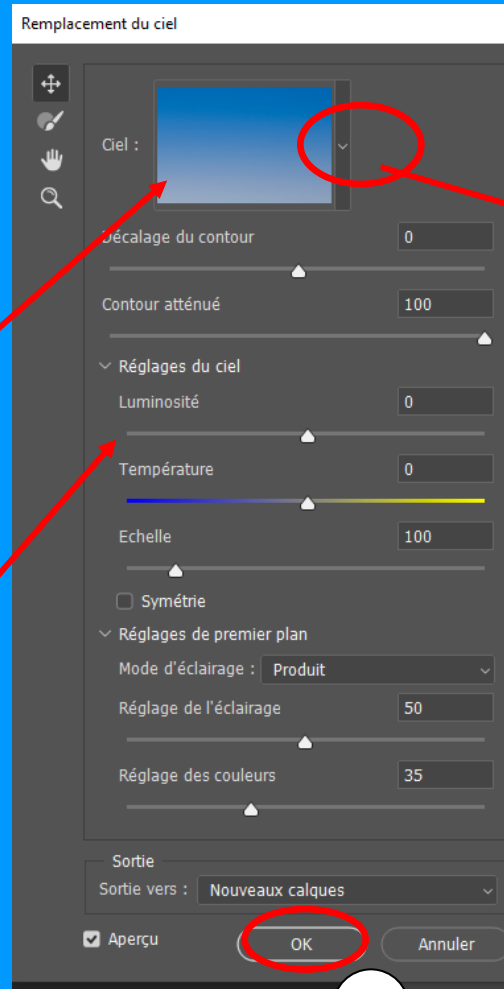 Remplacement du ciel
Ciel :
Décalage du contour 0
Contour atténué 100
Réglages du ciel
Luminosité 0
Température 0
Echelle 100
Symétrie
Réglages de premier plan
Mode d'éclairage : Produit
Réglage de l'éclairage 50
Réglage des couleurs 35
Sortie
Sortie vers : Nouveaux calques
Aperçu OK Annuler